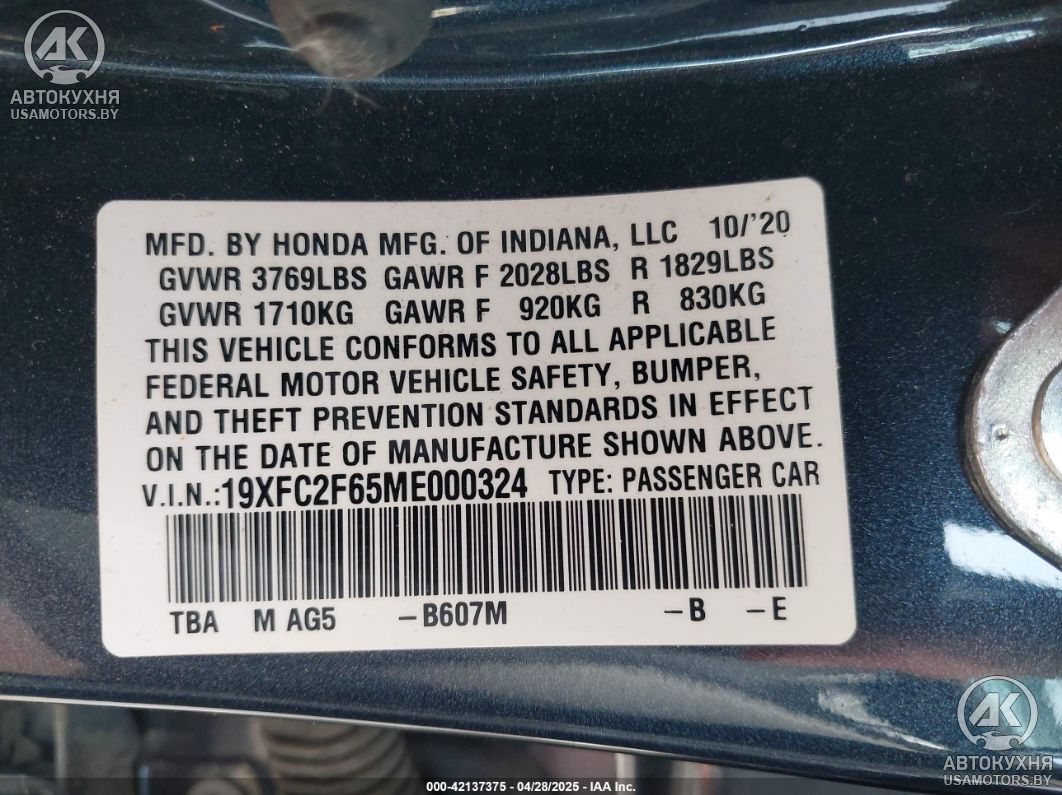 AK
АВТОКУХНЯ
USAMOTORS.BY
MFD. BY HONDA MFG. OF INDIANA, LLC 10/'20
GVWR 3769LBS GAWR F 2028LBS R 1829LBS
GVWR 1710KG GAWR F 920KG R 830KG
THIS VEHICLE CONFORMS TO ALL APPLICABLE
FEDERAL MOTOR VEHICLE SAFETY, BUMPER,
AND THEFT PREVENTION STANDARDS IN EFFECT
ON THE DATE OF MANUFACTURE SHOWN ABOVE.
V.I.N.:19XFC2F65ME000324 TYPE: PASSENGER CAR
TBA M AG5 –B607M –B –E
AK
АВТОКУХНЯ
USAMOTORS.BY
000-42137375 - 04/28/2025 - IAA Inc.